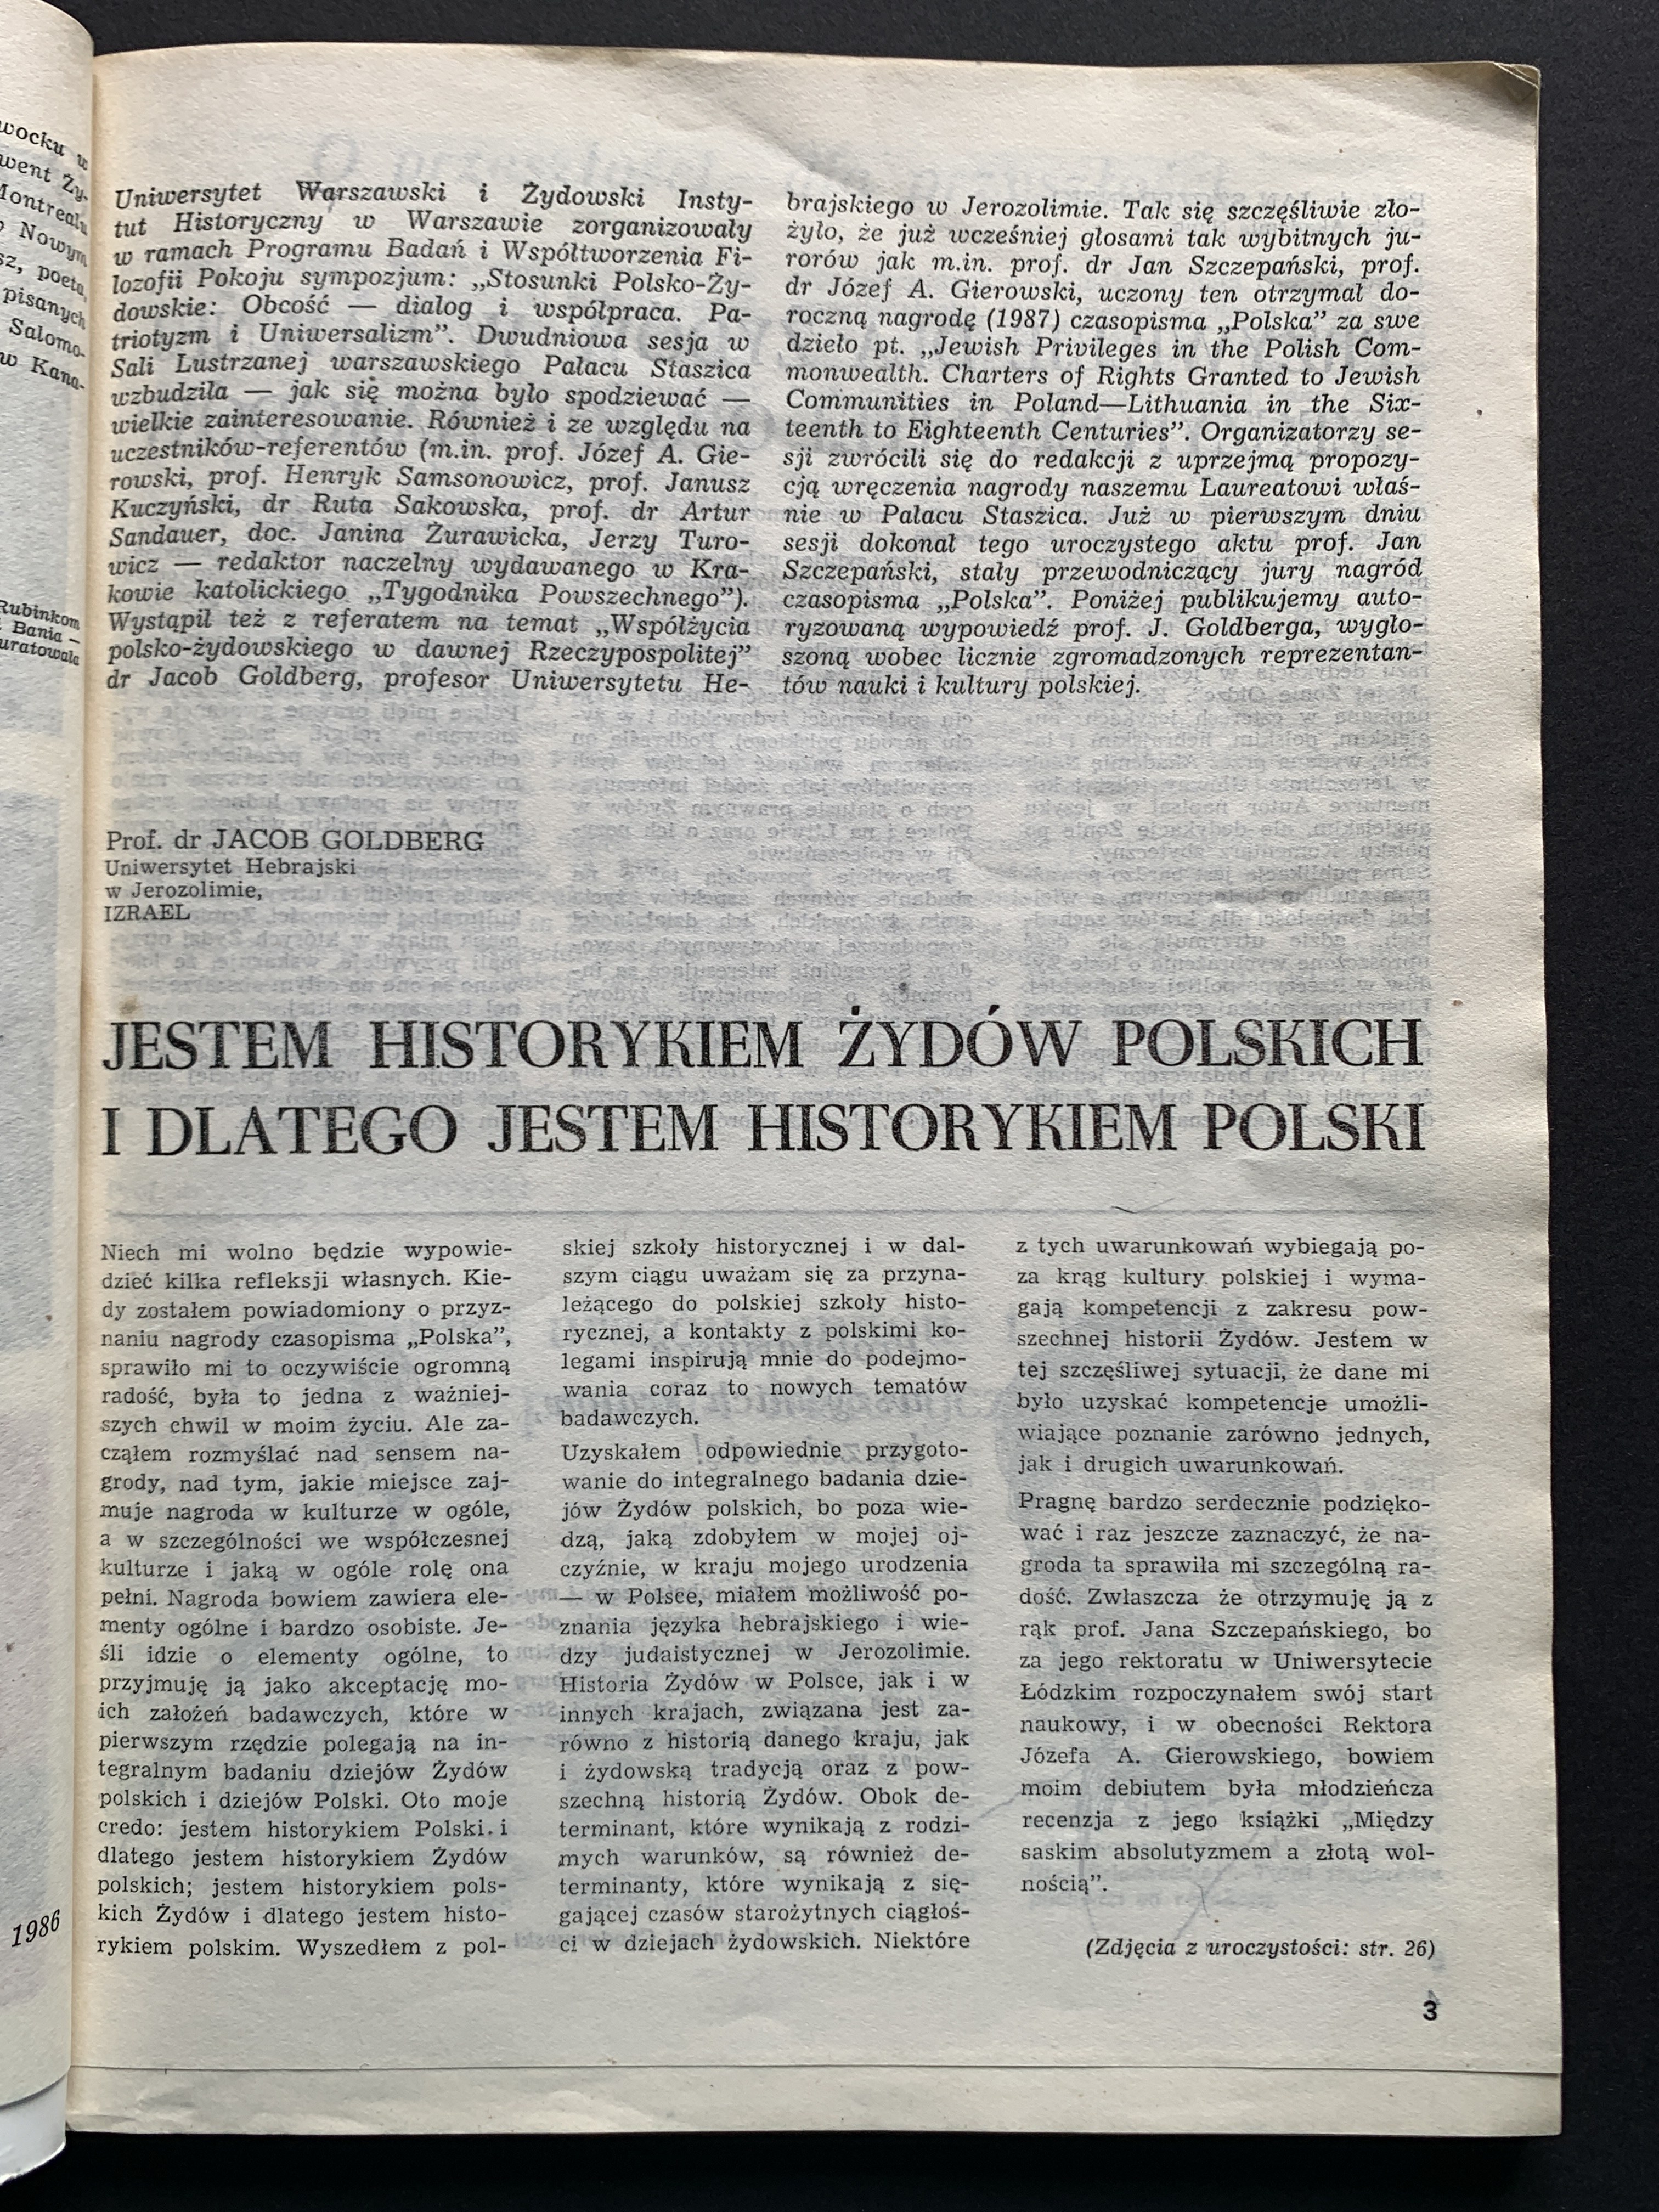 wocku w
went Ży-
Montrealu
Nowym
sz, poeta,
pisanych
Salomo-
w Kana-
Rubinkom
Bania —
uratowała
1986
Uniwersytet Warszawski i Żydowski Insty-
tut Historyczny w Warszawie zorganizowały
w ramach Programu Badań i Współtworzenia Fi-
lozofii Pokoju sympozjum: „Stosunki Polsko-Ży-
dowskie: Obcość — dialog i współpraca. Pa-
triotyzm i Uniwersalizm”. Dwudniowa sesja w
Sali Lustrzanej warszawskiego Pałacu Staszica
wzbudziła — jak się można było spodziewać —
wielkie zainteresowanie. Również i ze względu na
uczestników-referentów (m.in. prof. Józef A. Gie-
rowski, prof. Henryk Samsonowicz, prof. Janusz
Kuczyński, dr Ruta Sakowska, prof. dr Artur
Sandauer, doc. Janina Żurawicka, Jerzy Turo-
wicz — redaktor naczelny wydawanego w Kra-
kowie katolickiego „Tygodnika Powszechnego”).
Wystąpił też z referatem na temat „Współżycia
polsko-żydowskiego w dawnej Rzeczypospolitej”
dr Jacob Goldberg, profesor Uniwersytetu He-
brajskiego w Jerozolimie. Tak się szczęśliwie zło-
żyło, że już wcześniej głosami tak wybitnych ju-
rorów jak m.in. prof. dr Jan Szczepański, prof.
dr Józef A. Gierowski, uczony ten otrzymał do-
roczną nagrodę (1987) czasopisma „Polska” za swe
dzieło pt. „Jewish Privileges in the Polish Com-
monwealth. Charters of Rights Granted to Jewish
Communities in Poland—Lithuania in the Six-
teenth to Eighteenth Centuries”. Organizatorzy se-
sji zwrócili się do redakcji z uprzejmą propozy-
cją wręczenia nagrody naszemu Laureatowi właś-
nie w Pałacu Staszica. Już w pierwszym dniu
sesji dokonał tego uroczystego aktu prof. Jan
Szczepański, stały przewodniczący jury nagród
czasopisma „Polska”. Poniżej publikujemy auto-
ryzowaną wypowiedź prof. J. Goldberga, wygło-
szoną wobec licznie zgromadzonych reprezentan-
tów nauki i kultury polskiej.
Prof. dr JACOB GOLDBERG
Uniwersytet Hebrajski
w Jerozolimie,
IZRAEL
JESTEM HISTORYKIEM ŻYDÓW POLSKICH
I DLATEGO JESTEM HISTORYKIEM POLSKI
Niech mi wolno będzie wypowie-
dzieć kilka refleksji własnych. Kie-
dy zostałem powiadomiony o przyz-
naniu nagrody czasopisma „Polska”,
sprawiło mi to oczywiście ogromną
radość, była to jedna z ważniej-
szych chwil w moim życiu. Ale za-
cząłem rozmyślać nad sensem na-
grody, nad tym, jakie miejsce zaj-
muje nagroda w kulturze w ogóle,
a w szczególności we współczesnej
kulturze i jaką w ogóle rolę ona
pełni. Nagroda bowiem zawiera ele-
menty ogólne i bardzo osobiste. Je-
śli idzie o elementy ogólne, to
przyjmuję ją jako akceptację mo-
ich założeń badawczych, które w
pierwszym rzędzie polegają na in-
tegralnym badaniu dziejów Żydów
polskich i dziejów Polski. Oto moje
credo: jestem historykiem Polski i
dlatego jestem historykiem Żydów
polskich; jestem historykiem pols-
kich Żydów i dlatego jestem histo-
rykiem polskim. Wyszedłem z pol-
skiej szkoły historycznej i w dal-
szym ciągu uważam się za przyna-
leżącego do polskiej szkoły histo-
rycznej, a kontakty z polskimi ko-
legami inspirują mnie do podejmo-
wania coraz to nowych tematów
badawczych.
Uzyskałem odpowiednie przygoto-
wanie do integralnego badania dzie-
jów Żydów polskich, bo poza wie-
dzą, jaką zdobyłem w mojej oj-
czyźnie, w kraju mojego urodzenia
— w Polsce, miałem możliwość po-
znania języka hebrajskiego i wie-
dzy judaistycznej w Jerozolimie.
Historia Żydów w Polsce, jak i w
innych krajach, związana jest za-
równo z historią danego kraju, jak
i żydowską tradycją oraz z pow-
szechną historią Żydów. Obok de-
terminant, które wynikają z rodzi-
mych warunków, są również de-
terminanty, które wynikają z się-
gającej czasów starożytnych ciągłoś-
ci w dziejach żydowskich. Niektóre
z tych uwarunkowań wybiegają po-
za krąg kultury polskiej i wyma-
gają kompetencji z zakresu pow-
szechnej historii Żydów. Jestem w
tej szczęśliwej sytuacji, że dane mi
było uzyskać kompetencje umożli-
wiające poznanie zarówno jednych,
jak i drugich uwarunkowań.
Pragnę bardzo serdecznie podzięko-
wać i raz jeszcze zaznaczyć, że na-
groda ta sprawiła mi szczególną ra-
dość. Zwłaszcza że otrzymuję ją z
rąk prof. Jana Szczepańskiego, bo
za jego rektoratu w Uniwersytecie
Łódzkim rozpoczynałem swój start
naukowy, i w obecności Rektora
Józefa A. Gierowskiego, bowiem
moim debiutem była młodzieńcza
recenzja z jego książki „Między
saskim absolutyzmem a złotą wol-
nością”.
(Zdjęcia z uroczystości: str. 26)
3